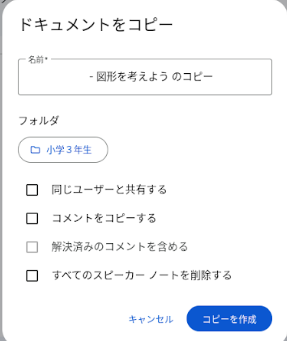 ドキュメントをコピー
名前*
- 図形を考えよう のコピー
フォルダ
小学３年生
同じユーザーと共有する
コメントをコピーする
解決済みのコメントを含める
すべてのスピーカー ノートを削除する
キャンセル
コピーを作成